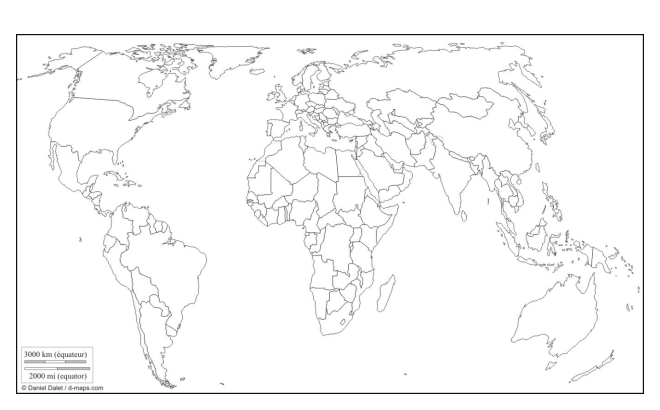 3000 km (équateur)
2000 mi (equator)
© Daniel Dalet / d-maps.com